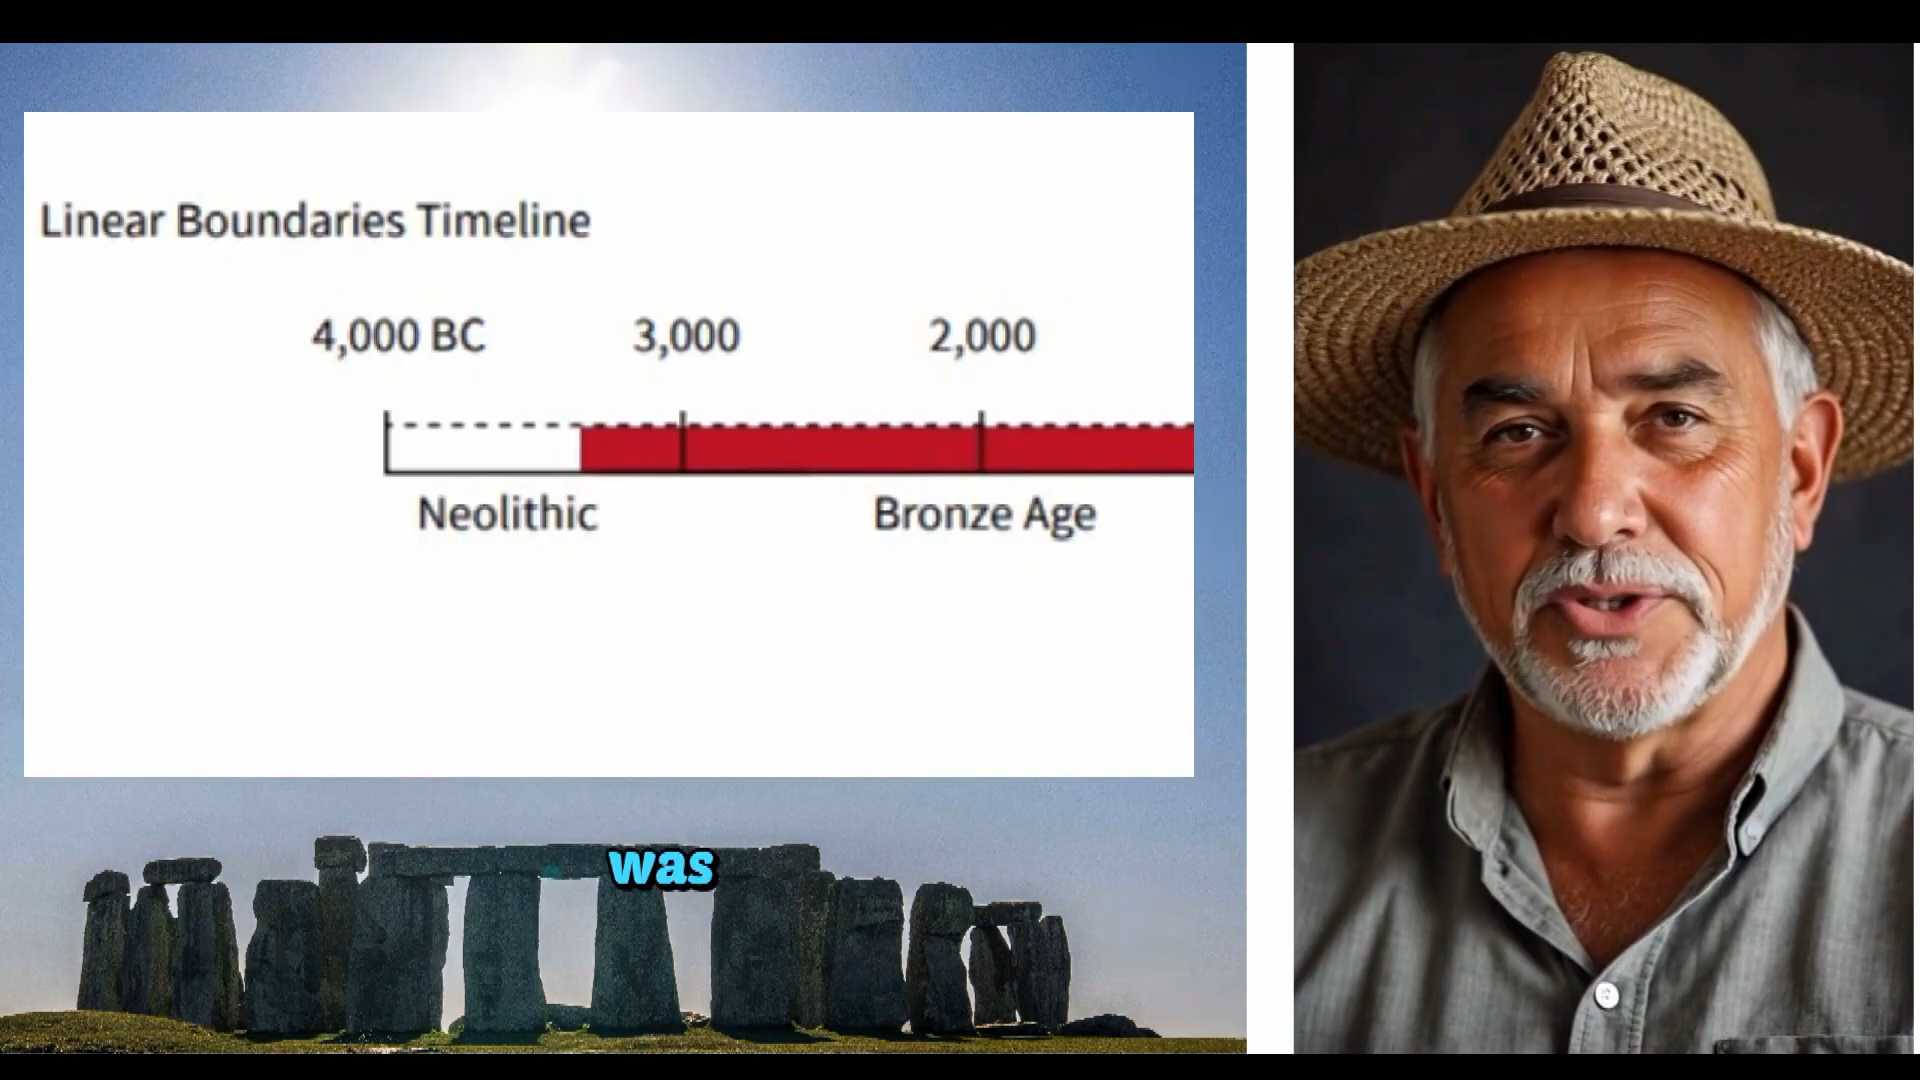 Linear Boundaries Timeline
4,000 BC 3,000 2,000
Neolithic Bronze Age
was